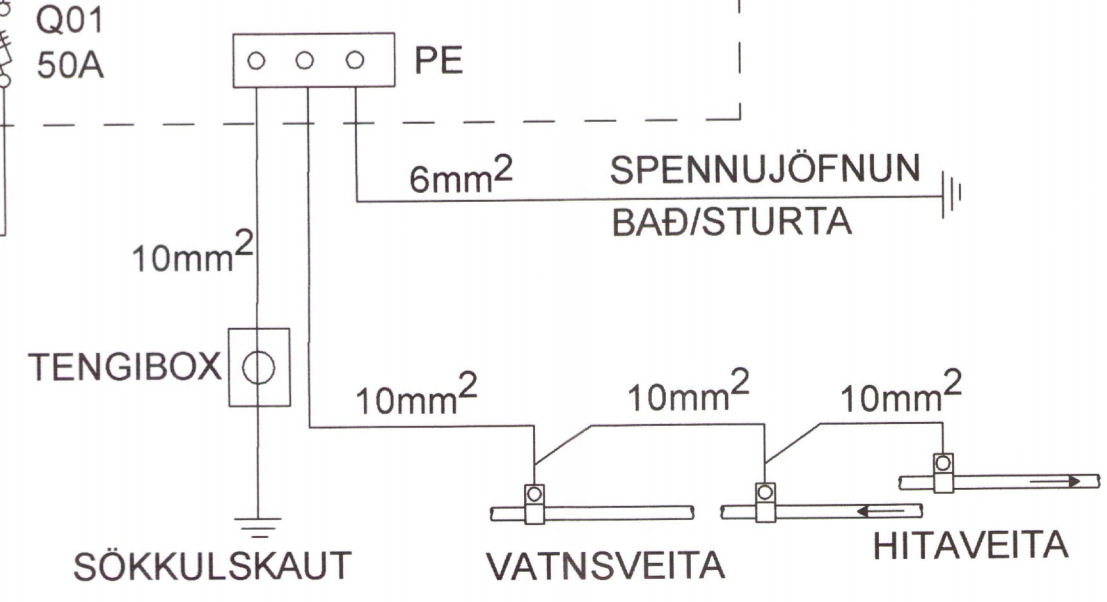 Q01
50A
PE
6mm²
SPENNUJÖFNUN
BAÐ/STURTA
10mm²
TENGIBOX
10mm²
10mm²
10mm²
SÖKKULSKAUT
VATNSVEITA
HITAVEITA